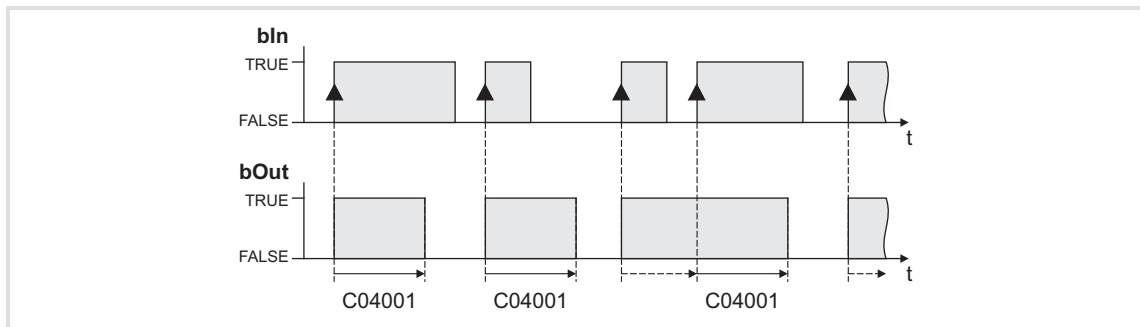 bIn
TRUE
FALSE
t
bOut
TRUE
FALSE
t
C04001 C04001 C04001